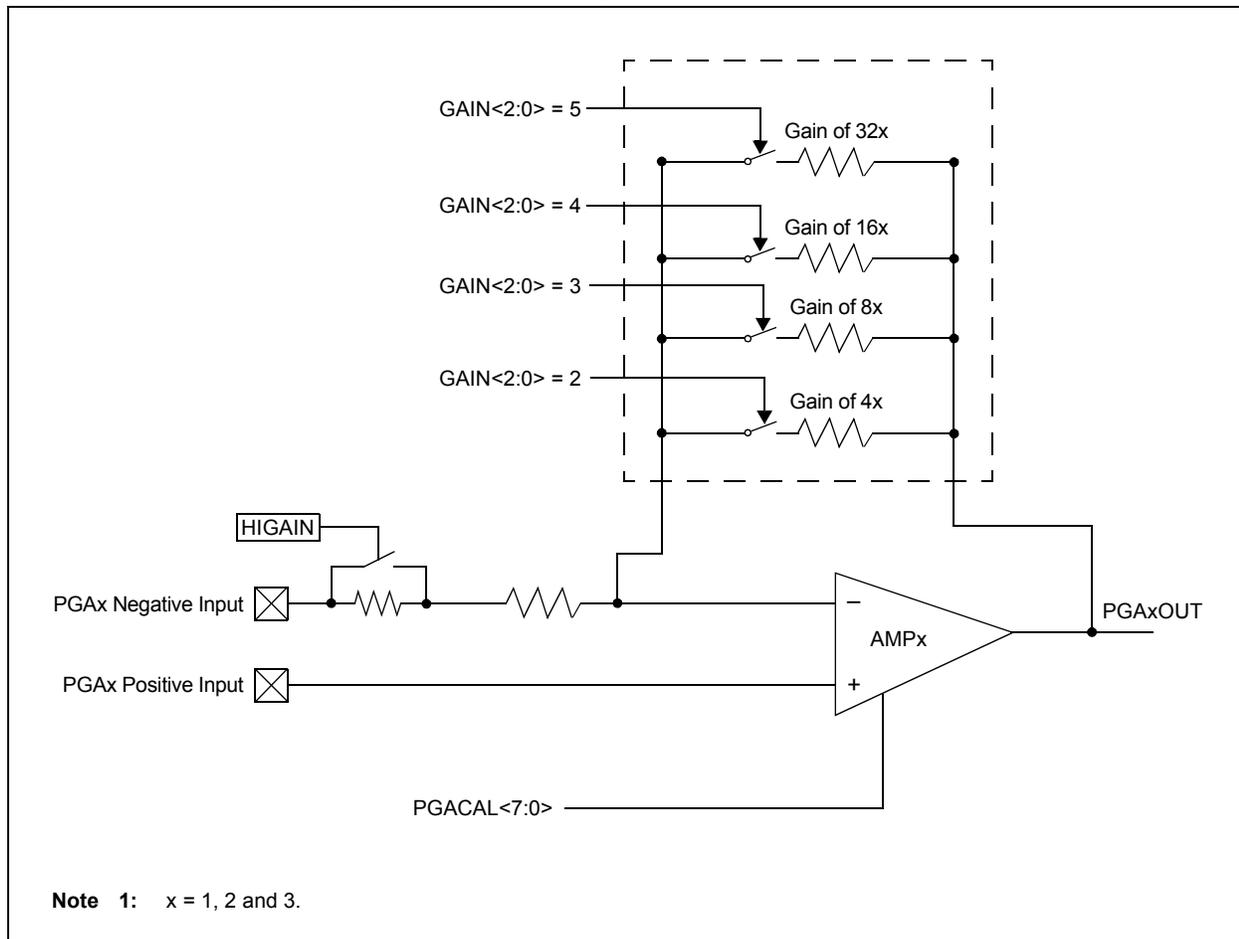 GAIN<2:0> = 5
Gain of 32x
GAIN<2:0> = 4
Gain of 16x
GAIN<2:0> = 3
Gain of 8x
GAIN<2:0> = 2
Gain of 4x
HIGAIN
PGAx Negative Input
PGAxOUT
–
AMPx
PGAx Positive Input
+
PGACAL<7:0>
Note 1: x = 1, 2 and 3.